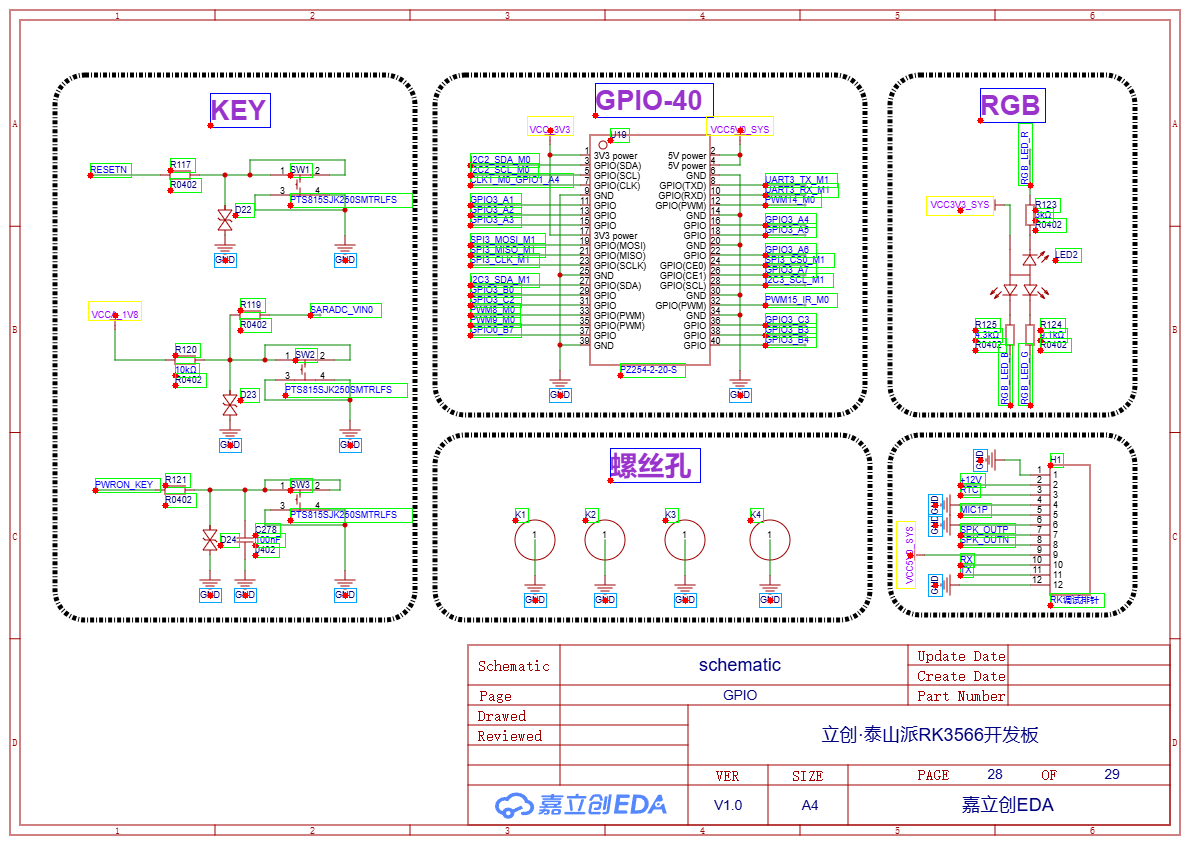 1 2 3 4 5 6
A A
B B
C C
D D
KEY
RESETN
R117
R0402
SW1
1 2
3 4
PTS815SJK250SMTRLFS
D22
GND GND
R119
R0402
SARADC_VIN0
R120
10kΩ
R0402
SW2
1 2
3 4
PTS815SJK250SMTRLFS
D23
GND GND
PWRON_KEY
R121
R0402
SW3
1 2
3 4
PTS815SJK250SMTRLFS
D24
C278
100nF
GND GND GND
GPIO-40
U19
1 3V3 power 5V power 2
3 GPIO(SDA) 5V power 4
5 GPIO(SCL) GND 6
7 GPIO(CLK) GPIO(TXD) 8
9 GND GPIO(RXD) 10
11 GPIO GPIO(PWM) 12
13 GPIO GND 14
15 GPIO GPIO 16
17 3V3 power GPIO 18
19 GPIO(MOSI) GND 20
21 GPIO(MISO) GPIO 22
23 GPIO(SCLK) GPIO(CE0) 24
25 GND GPIO(CE1) 26
27 GPIO(SDA) GPIO(SCL) 28
29 GPIO GND 30
31 GPIO GPIO(PWM) 32
33 GPIO(PWM) GND 34
35 GPIO(PWM) GPIO 36
37 GPIO GPIO 38
39 GND GPIO 40
GPIO3_A1
GPIO3_A2
GPIO3_A3
SPI3_MOSI_M1
SPI3_MISO_M1
SPI3_CLK_M1
GPIO3_B0
GPIO3_C2
PWM8_M0
PWM9_M0
GPIO0_B7
UART3_TX_M1
UART3_RX_M1
PWM14_M0
GPIO3_A4
GPIO3_A5
GPIO3_A6
SPI3_CS0_M1
GPIO3_A7
PWM15_IR_M0
GPIO3_C3
GPIO3_B3
GPIO3_B4
PZ254-2-20-S
GND GND
RGB
RGB_LED_R
VCC3V3_SYS
R123
R0402
LED2
R125
R0402
R124
R0402
RGB_LED_B
RGB_LED_G
螺丝孔
K1 K2 K3 K4
1 1 1 1
GND GND GND GND
H1
GND
+12V
RTC
GND
MIC1P
GND
SPK_OUTP
SPK_OUTN
VCC5V0_SYS
RX
TX
GND
1 1
2 2
3 3
4 4
5 5
6 6
7 7
8 8
9 9
10 10
11 11
12 12
RK调试排针
Schematic schematic Update Date
Create Date
Page GPIO Part Number
Drawed
Reviewed
立创·泰山派RK3566开发板
VER SIZE PAGE 28 OF 29
嘉立创EDA V1.0 A4 嘉立创EDA
1 2 3 4 5 6